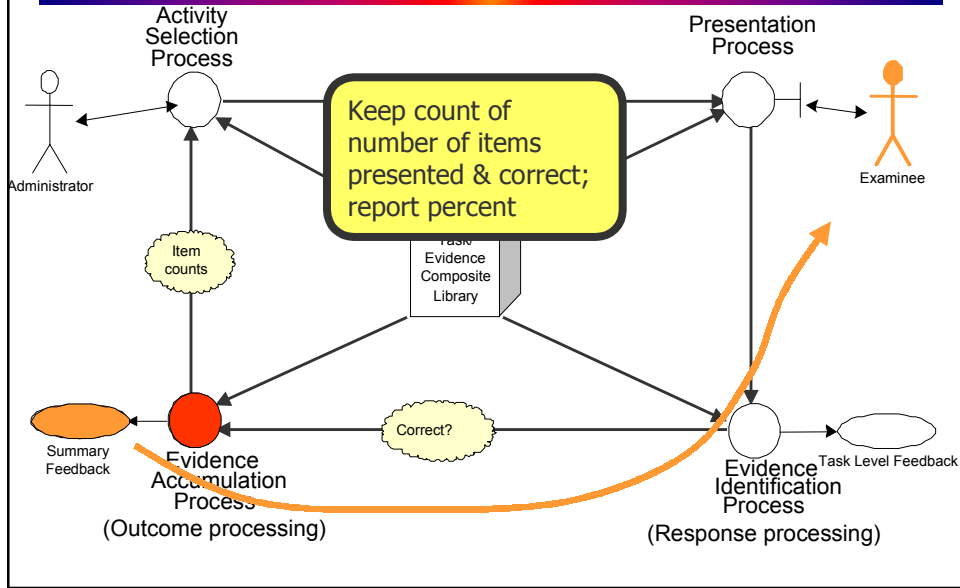 Activity
Selection
Process
Presentation
Process
Administrator
Examinee
Keep count of
number of items
presented & correct;
report percent
Item
counts
Task/
Evidence
Composite
Library
Correct?
Summary
Feedback
Evidence
Accumulation
Process
(Outcome processing)
Evidence
Identification
Process
(Response processing)
Task Level Feedback